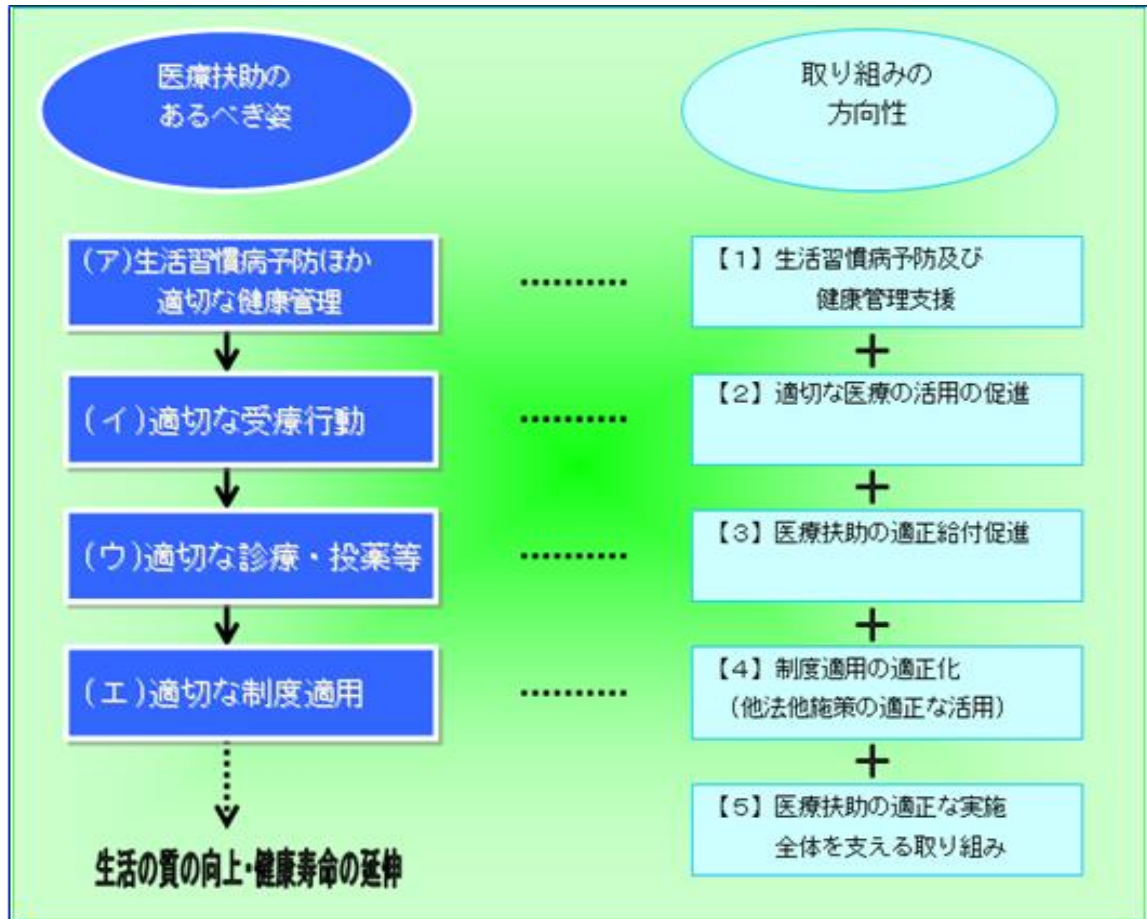 医療扶助の
あるべき姿
取り組みの
方向性
(ア)生活習慣病予防ほか
適切な健康管理
【1】生活習慣病予防及び
健康管理支援
(イ)適切な受療行動
【2】適切な医療の活用の促進
(ウ)適切な診療・投薬等
【3】医療扶助の適正給付促進
(エ)適切な制度適用
【4】制度適用の適正化
(他法他施策の適正な活用)
【5】医療扶助の適正な実施
全体を支える取り組み
生活の質の向上・健康寿命の延伸